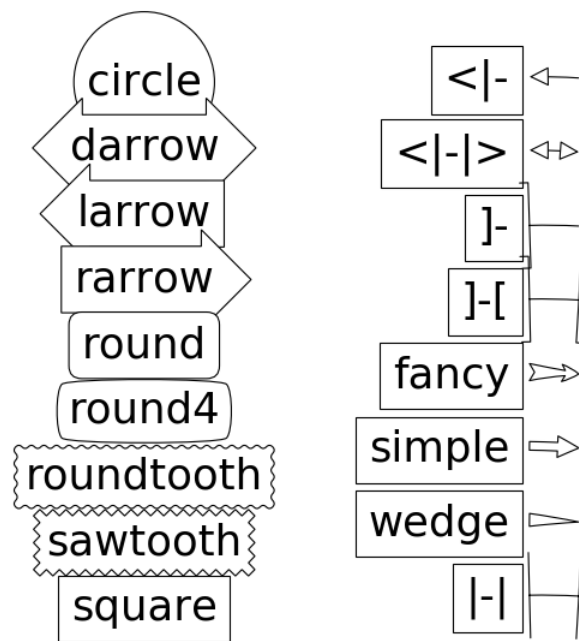 circle
darrow
larrow
rarrow
round
round4
roundtooth
sawtooth
square
<|-
<|-|>
]-
]-[
fancy
simple
wedge
|-|